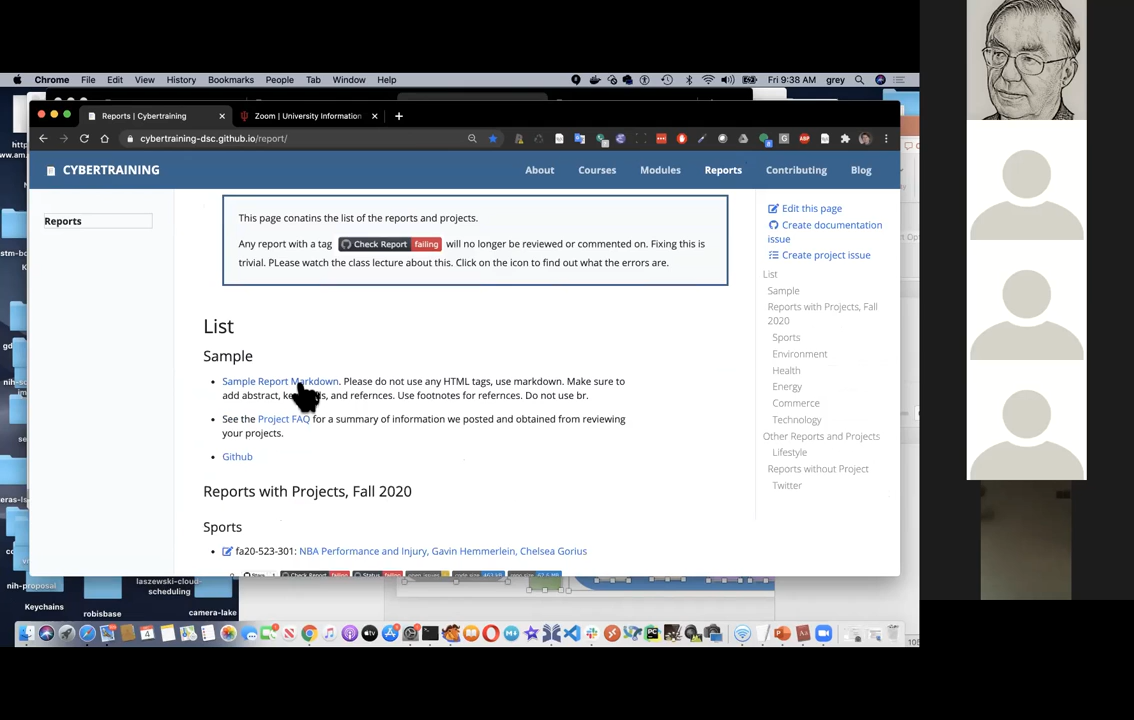 Chrome File Edit View History Bookmarks People Tab Window Help
Fri 9:38 AM grey
Reports | Cybertraining
Zoom | University Information
cybertraining-dsc.github.io/report/
CYBERTRAINING
About Courses Modules Reports Contributing Blog
Reports
This page conatins the list of the reports and projects.
Any report with a tag Check Report failing will no longer be reviewed or commented on. Fixing this is
trivial. PLease watch the class lecture about this. Click on the icon to find out what the errors are.
List
Sample
Sample Report Markdown. Please do not use any HTML tags, use markdown. Make sure to
add abstract, and refernces. Use footnotes for refernces. Do not use br.
See the Project FAQ for a summary of information we posted and obtained from reviewing
your projects.
Github
Reports with Projects, Fall 2020
Sports
fa20-523-301: NBA Performance and Injury, Gavin Hemmerlein, Chelsea Gorius
Edit this page
Create documentation
issue
Create project issue
List
Sample
Reports with Projects, Fall
2020
Sports
Environment
Health
Energy
Commerce
Technology
Other Reports and Projects
Lifestyle
Reports without Project
Twitter
nih-proposal
Keychains
robisbase
laszewski-cloud-
scheduling
camera-lake